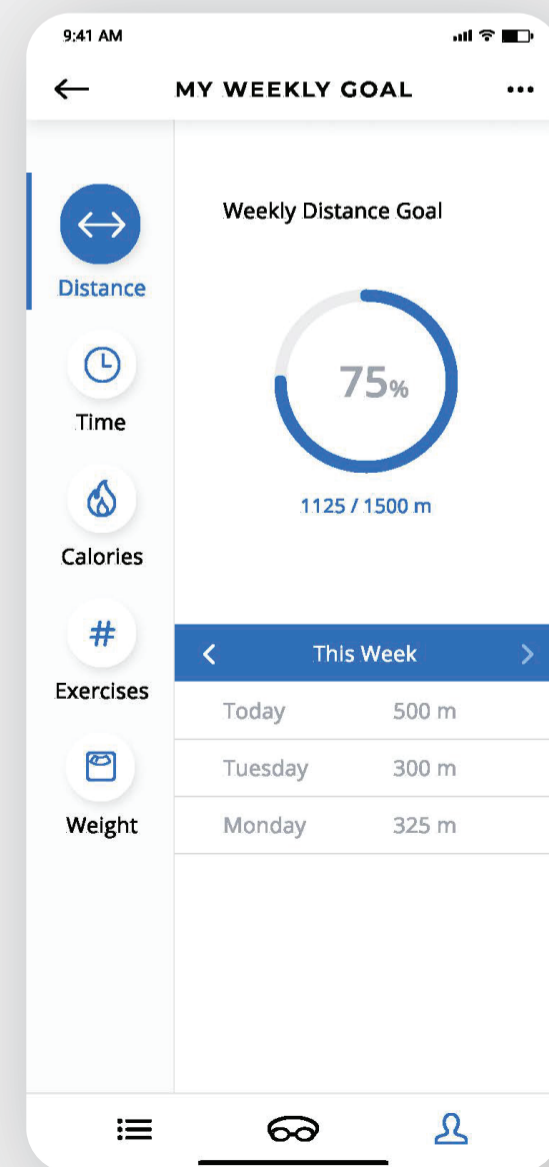 9:41 AM
MY WEEKLY GOAL
Distance
Time
Calories
#
Exercises
Weight
Weekly Distance Goal
75%
1125 / 1500 m
This Week
Today 500 m
Tuesday 300 m
Monday 325 m